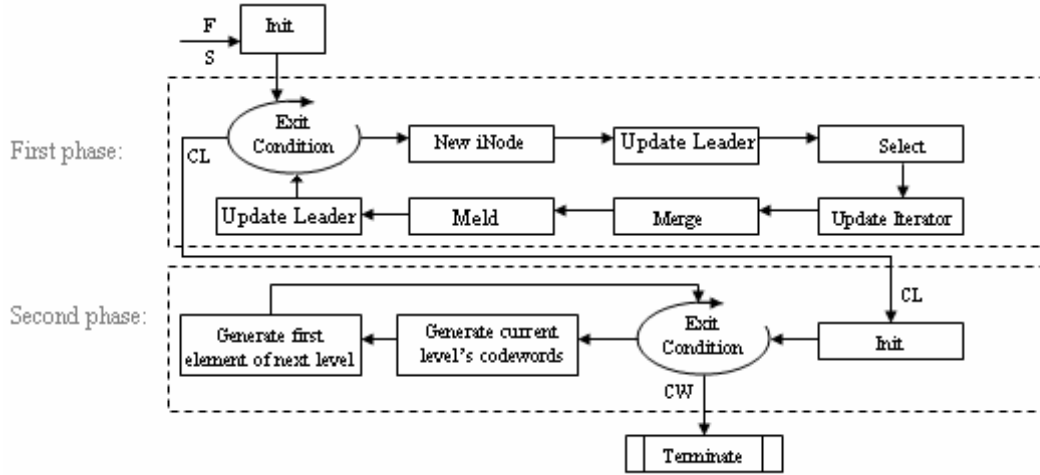 F
Init
S
First phase:
Exit
Condition
New iNode
Update Leader
Select
CL
Update Leader
Meld
Merge
Update Iterator
Second phase:
CL
Generate first
element of next level
Generate current
level's codewords
Exit
Condition
Init
CW
Terminate